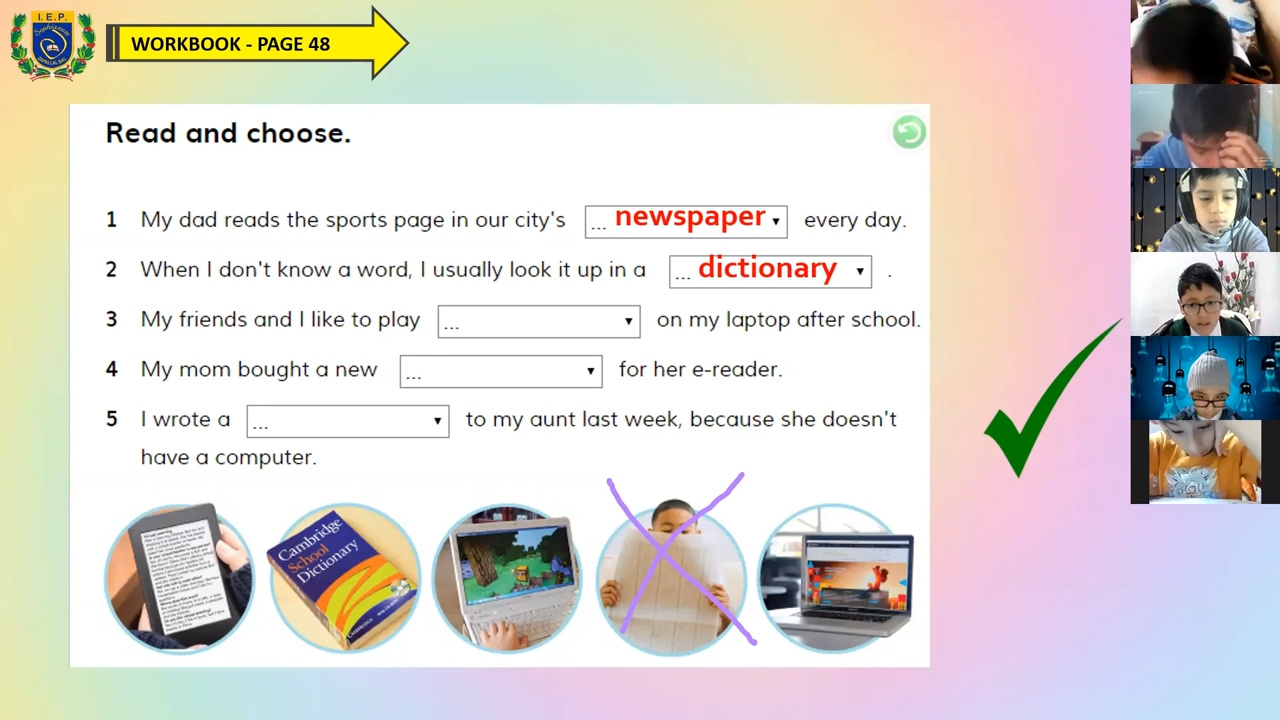 I. E. P.
WORKBOOK - PAGE 48
Read and choose.
1 My dad reads the sports page in our city's ... newspaper ▾ every day.
2 When I don't know a word, I usually look it up in a ... dictionary ▾ .
3 My friends and I like to play ... ▾ on my laptop after school.
4 My mom bought a new ... ▾ for her e-reader.
5 I wrote a ... ▾ to my aunt last week, because she doesn't
have a computer.
Cambridge
School
Dictionary
CAMBRIDGE